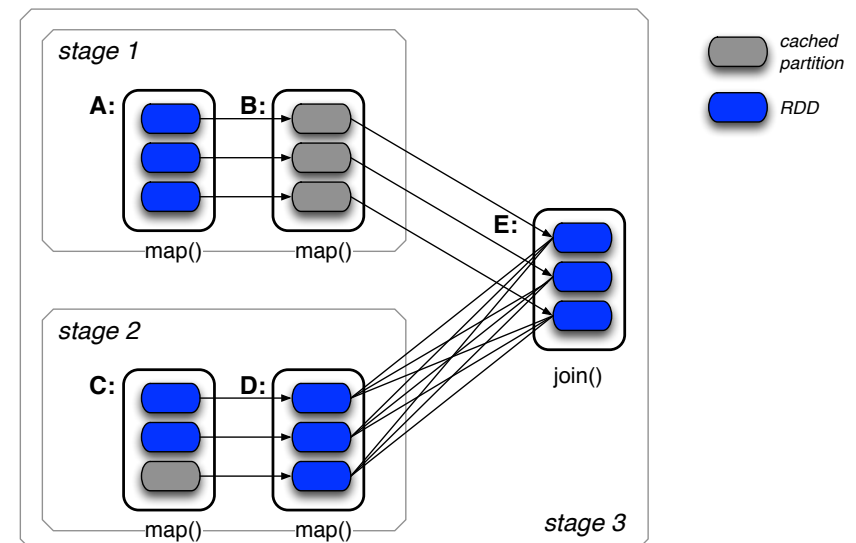 stage 1
cached
partition
RDD
A:
B:
map()
map()
E:
join()
stage 2
C:
D:
map()
map()
stage 3